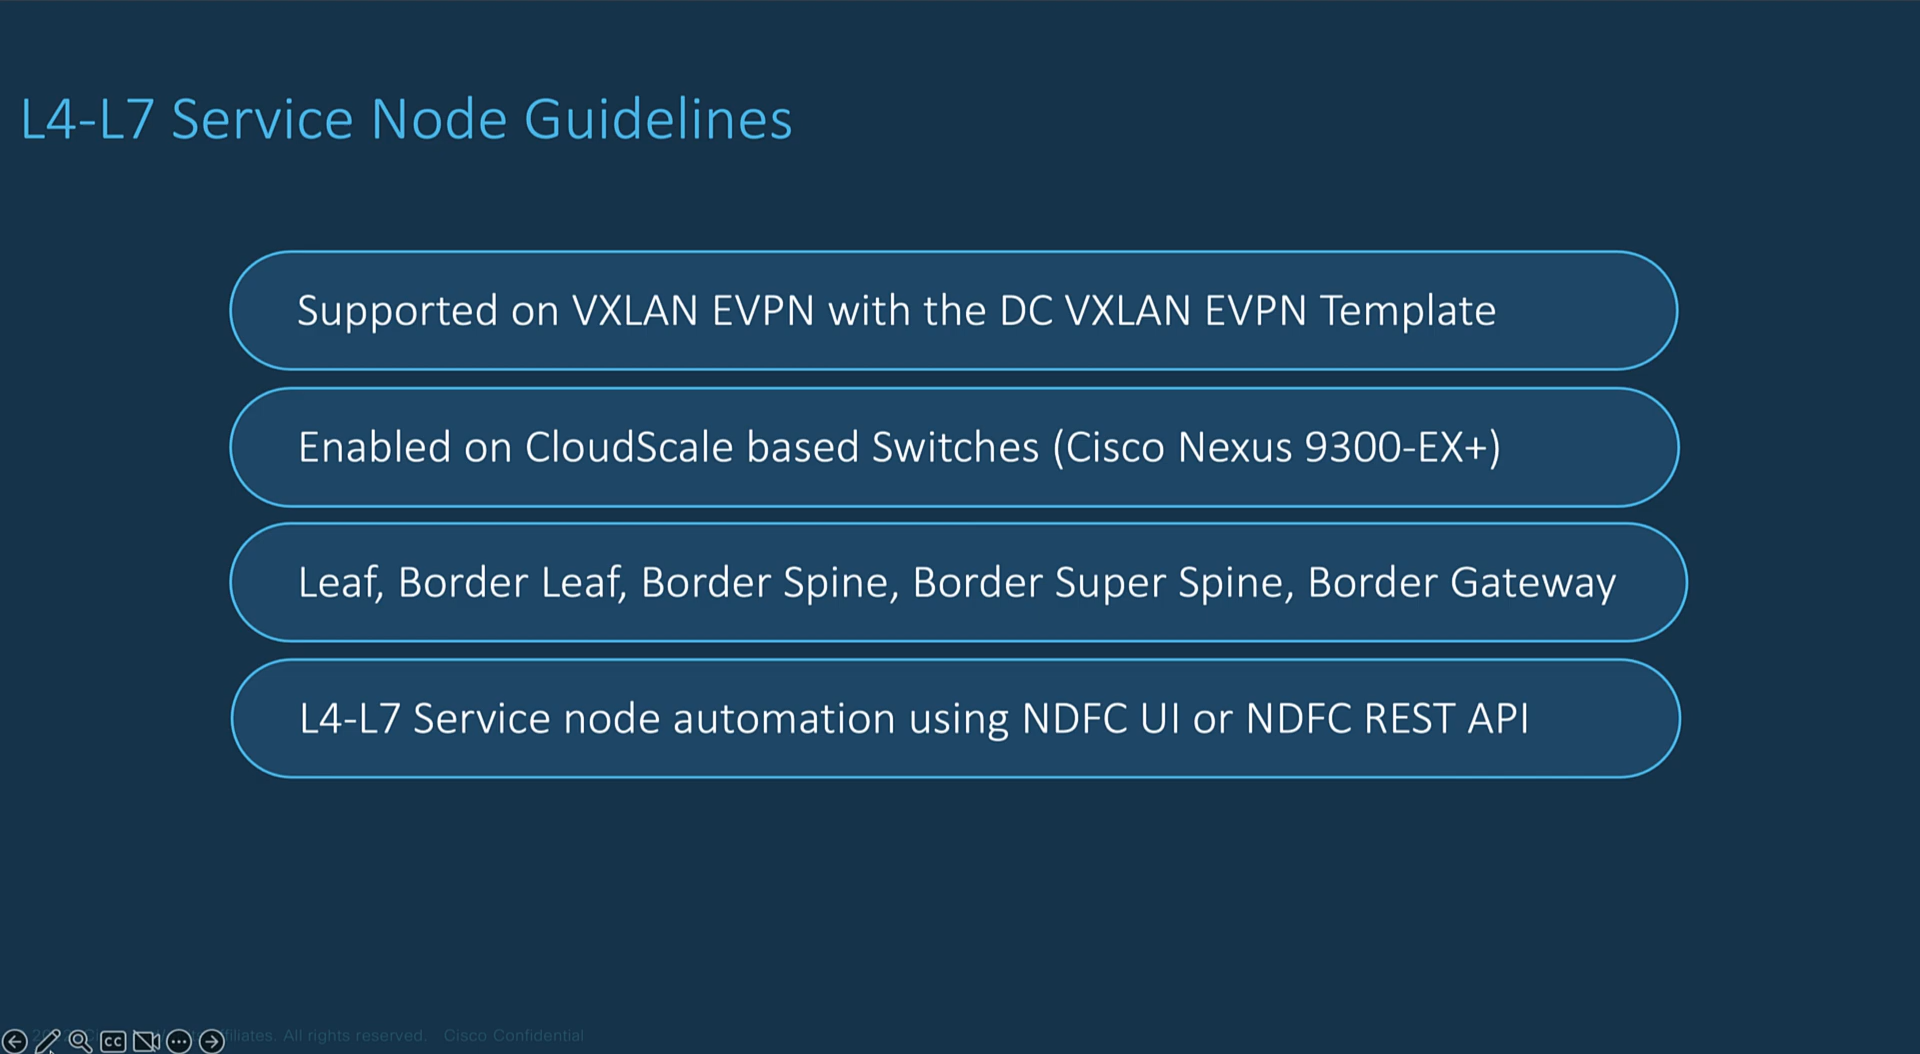 L4-L7 Service Node Guidelines
Supported on VXLAN EVPN with the DC VXLAN EVPN Template
Enabled on CloudScale based Switches (Cisco Nexus 9300-EX+)
Leaf, Border Leaf, Border Spine, Border Super Spine, Border Gateway
L4-L7 Service node automation using NDFC UI or NDFC REST API
All rights reserved. Cisco Confidential
CC